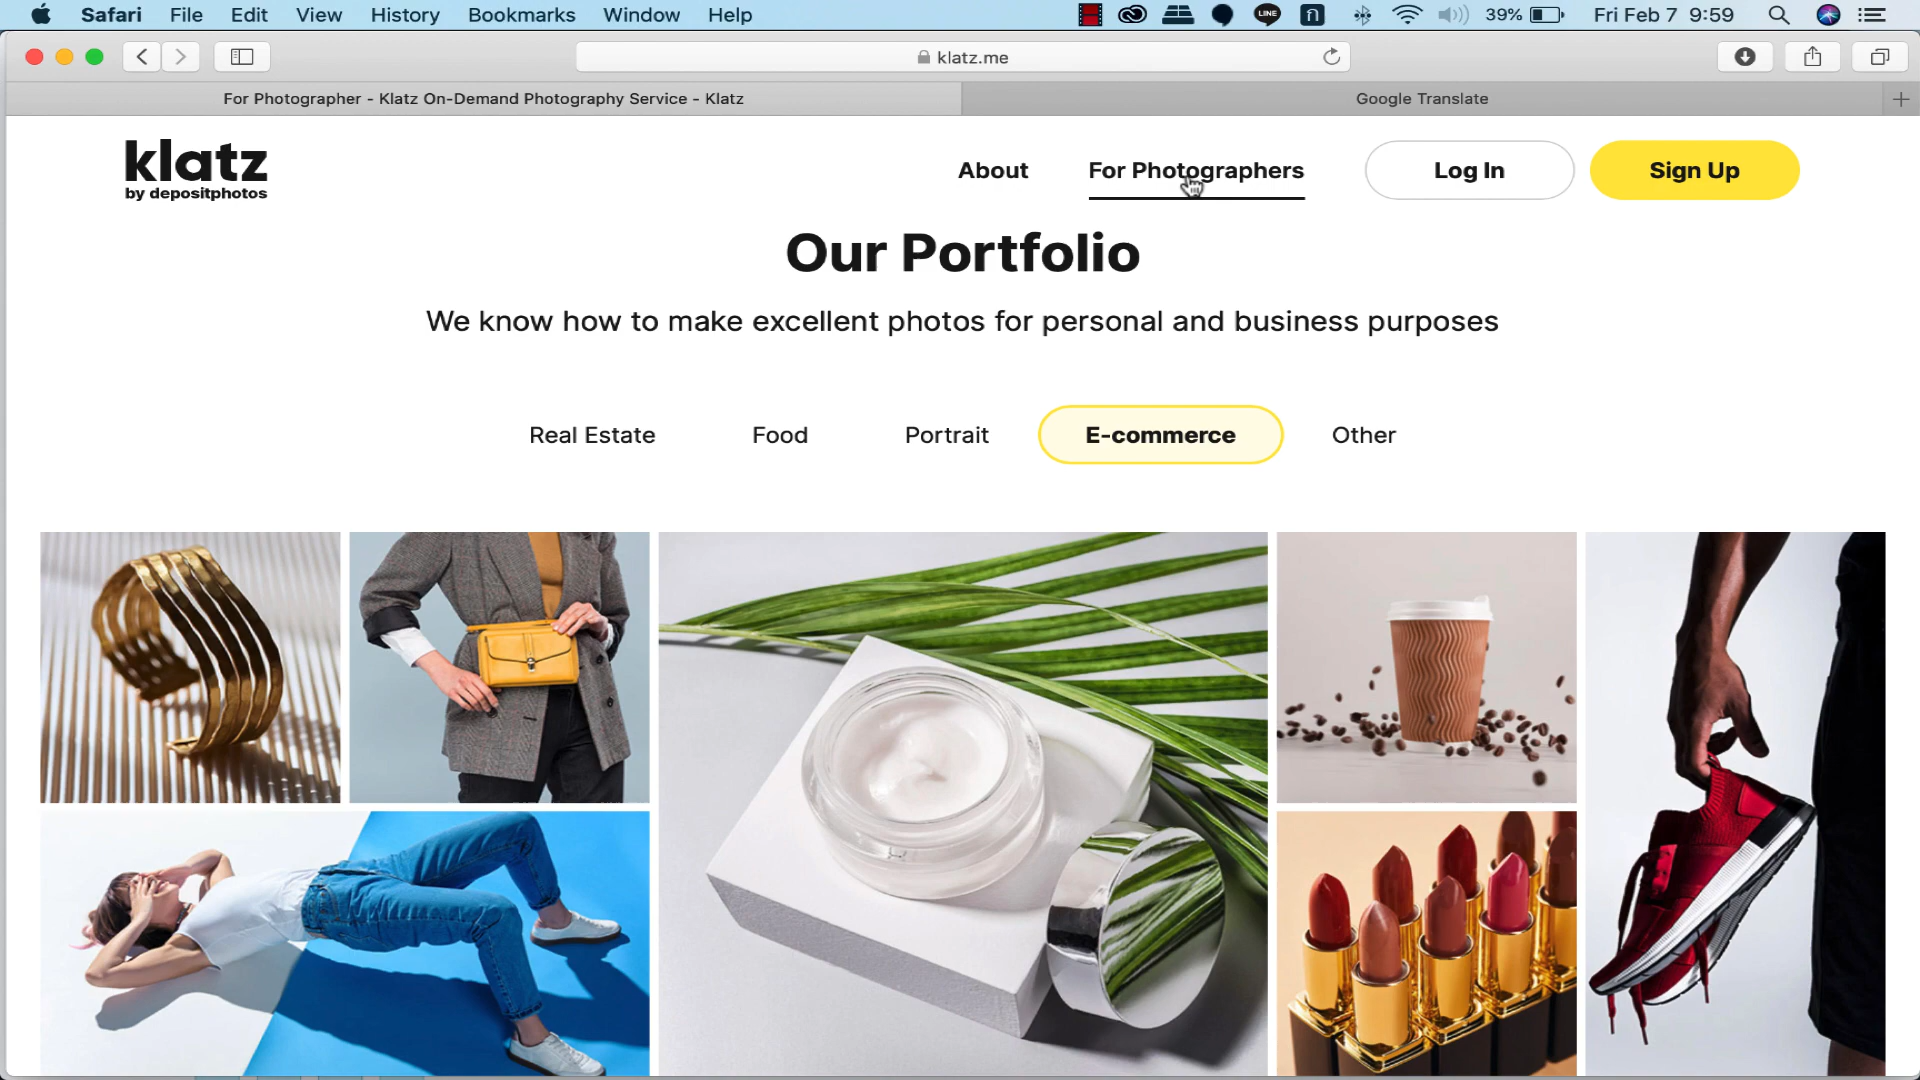 Safari File Edit View History Bookmarks Window Help LINE 39% Fri Feb 7 9:59
klatz.me
For Photographer - Klatz On-Demand Photography Service - Klatz Google Translate
klatz
by depositphotos
About For Photographers Log In Sign Up
Our Portfolio
We know how to make excellent photos for personal and business purposes
Real Estate Food Portrait E-commerce Other